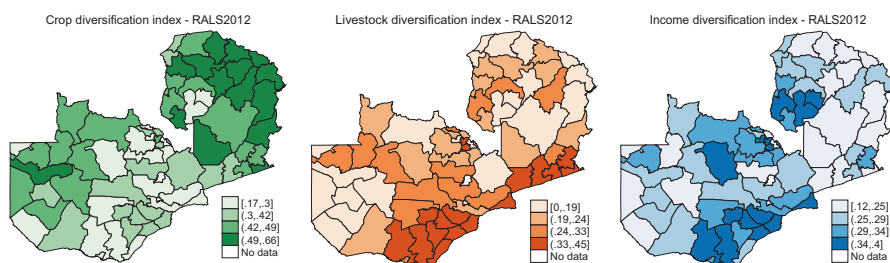 Crop diversification index - RALS2012
[.17,.3]
(.3,.42]
(.42,.49]
(.49,.66]
No data
Livestock diversification index - RALS2012
[0,.19]
(.19,.24]
(.24,.33]
(.33,.45]
No data
Income diversification index - RALS2012
[.12,.25]
(.25,.29]
(.29,.34]
(.34,.4]
No data